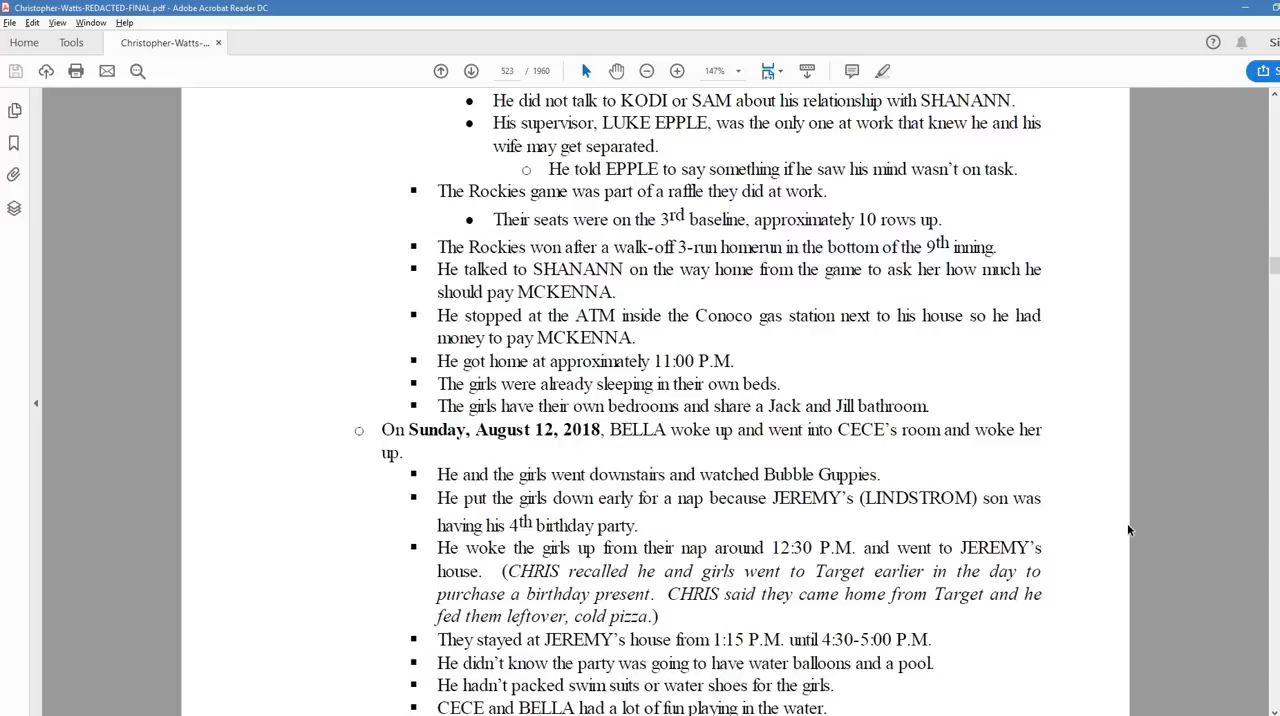 Christopher-Watts-REDACTED-FINAL.pdf - Adobe Acrobat Reader DC
File Edit View Window Help
Home Tools Christopher-Watts-... ×
523 / 1960 147%
• He did not talk to KODI or SAM about his relationship with SHANANN.
• His supervisor, LUKE EPPLE, was the only one at work that knew he and his
wife may get separated.
o He told EPPLE to say something if he saw his mind wasn't on task.
▪ The Rockies game was part of a raffle they did at work.
• Their seats were on the 3rd baseline, approximately 10 rows up.
▪ The Rockies won after a walk-off 3-run homerun in the bottom of the 9th inning.
▪ He talked to SHANANN on the way home from the game to ask her how much he
should pay MCKENNA.
▪ He stopped at the ATM inside the Conoco gas station next to his house so he had
money to pay MCKENNA.
▪ He got home at approximately 11:00 P.M.
▪ The girls were already sleeping in their own beds.
▪ The girls have their own bedrooms and share a Jack and Jill bathroom.
o On Sunday, August 12, 2018, BELLA woke up and went into CECE's room and woke her
up.
▪ He and the girls went downstairs and watched Bubble Guppies.
▪ He put the girls down early for a nap because JEREMY's (LINDSTROM) son was
having his 4th birthday party.
▪ He woke the girls up from their nap around 12:30 P.M. and went to JEREMY's
house. (CHRIS recalled he and girls went to Target earlier in the day to
purchase a birthday present. CHRIS said they came home from Target and he
fed them leftover, cold pizza.)
▪ They stayed at JEREMY's house from 1:15 P.M. until 4:30-5:00 P.M.
▪ He didn't know the party was going to have water balloons and a pool.
▪ He hadn't packed swim suits or water shoes for the girls.
▪ CECE and BELLA had a lot of fun playing in the water.